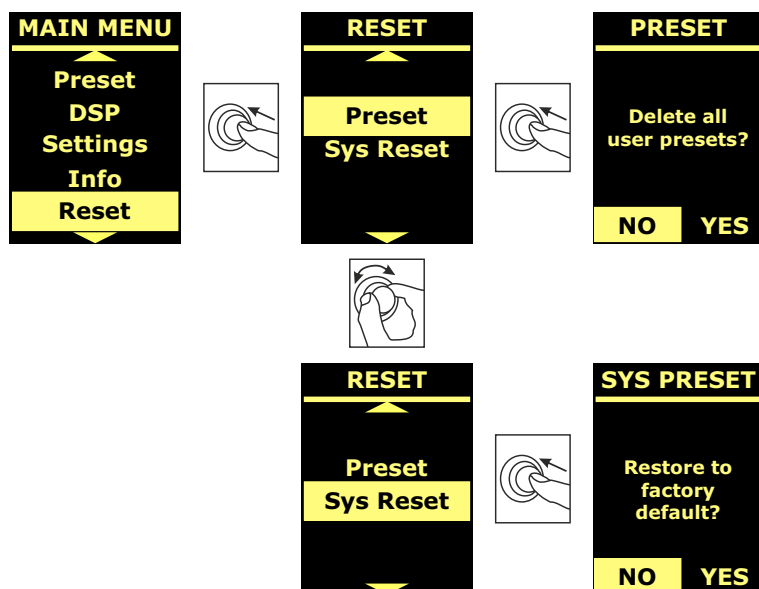 MAIN MENU
Preset
DSP
Settings
Info
Reset
RESET
Preset
Sys Reset
PRESET
Delete all
user presets?
NO YES
RESET
Preset
Sys Reset
SYS PRESET
Restore to
factory
default?
NO YES